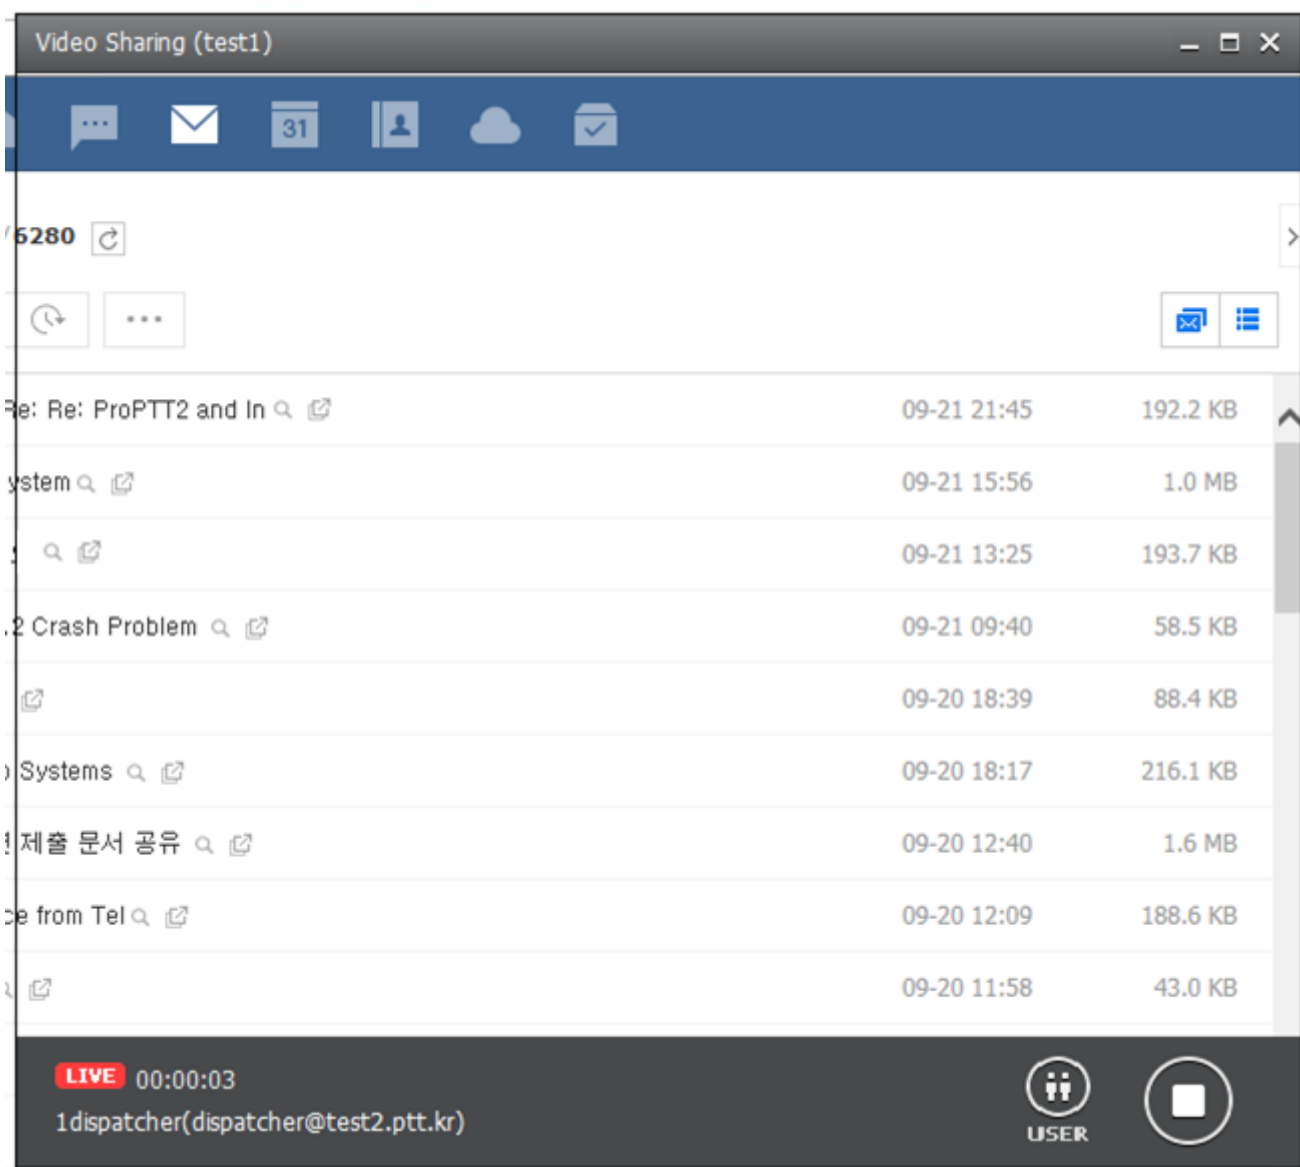 Video Sharing (test1)
31
6280
Re: Re: ProPTT2 and In 09-21 21:45 192.2 KB
ystem 09-21 15:56 1.0 MB
09-21 13:25 193.7 KB
.2 Crash Problem 09-21 09:40 58.5 KB
09-20 18:39 88.4 KB
Systems 09-20 18:17 216.1 KB
제출 문서 공유 09-20 12:40 1.6 MB
ce from Tel 09-20 12:09 188.6 KB
09-20 11:58 43.0 KB
LIVE 00:00:03
1dispatcher(dispatcher@test2.ptt.kr)
USER